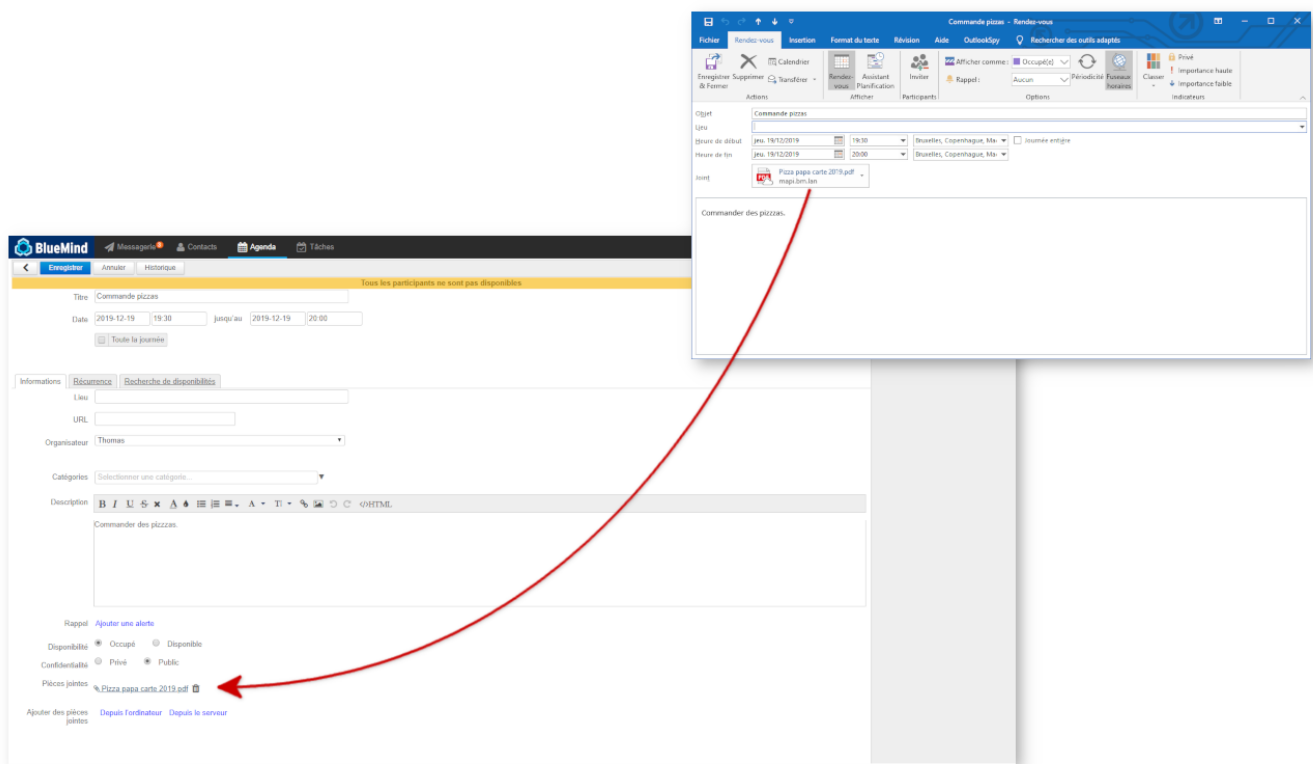 Commande pizzas - Rendez-vous
Fichier Rendez-vous Insertion Format du texte Révision Aide OutlookSpy Rechercher des outils adaptés
Enregistrer & Fermer
Supprimer
Calendrier
Transférer
Actions
Rendez-vous
Assistant Planification
Afficher
Inviter
Participants
Afficher comme: Occupé(e)
Rappel: Aucun
Périodicité
Fuseaux horaires
Options
Classer
Privé
Importance haute
Importance faible
Indicateurs
Objet Commande pizzas
Lieu
Heure de début jeu. 19/12/2019 19:30 Bruxelles, Copenhague, Ma Journée entière
Heure de fin jeu. 19/12/2019 20:00 Bruxelles, Copenhague, Ma
Joint Pizza papa carte 2019.pdf
mapi.bm.lan
Commander des pizzzas.
BlueMind Messagerie Contacts Agenda Tâches
Enregistrer Annuler Historique
Tous les participants ne sont pas disponibles
Titre Commande pizzas
Date 2019-12-19 19:30 jusqu'au 2019-12-19 20:00
Toute la journée
Informations Récurrence Recherche de disponibilités
Lieu
URL
Organisateur Thomas
Catégories Selectionner une catégorie...
Description B I U S A A TI </>HTML
Commander des pizzzas.
Rappel Ajouter une alerte
Disponibilité Occupé Disponible
Confidentialité Privé Public
Pièces jointes Pizza papa carte 2019.pdf
Ajouter des pièces jointes Depuis l'ordinateur Depuis le serveur